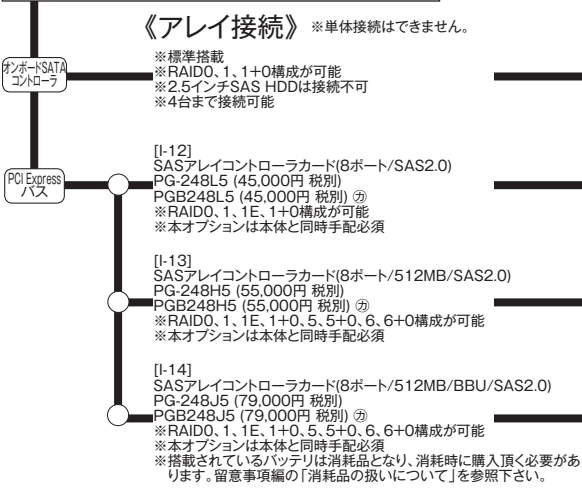 《アレイ接続》 ※単体接続はできません。
オンボードSATA
コントローラ
※標準搭載
※RAID0、1、1+0構成が可能
※2.5インチSAS HDDは接続不可
※4台まで接続可能
PCI Express
バス
[I-12]
SASアレイコントローラカード(8ポート/SAS2.0)
PG-248L5 (45,000円 税別)
PGB248L5 (45,000円 税別) ㋕
※RAID0、1、1E、1+0構成が可能
※本オプションは本体と同時手配必須
[I-13]
SASアレイコントローラカード(8ポート/512MB/SAS2.0)
PG-248H5 (55,000円 税別)
PGB248H5 (55,000円 税別) ㋕
※RAID0、1、1E、1+0、5、5+0、6、6+0構成が可能
※本オプションは本体と同時手配必須
[I-14]
SASアレイコントローラカード(8ポート/512MB/BBU/SAS2.0)
PG-248J5 (79,000円 税別)
PGB248J5 (79,000円 税別) ㋕
※RAID0、1、1E、1+0、5、5+0、6、6+0構成が可能
※本オプションは本体と同時手配必須
※搭載されているバッテリは消耗品となり、消耗時に購入頂く必要があ
ります。留意事項編の「消耗品の扱いについて」を参照下さい。